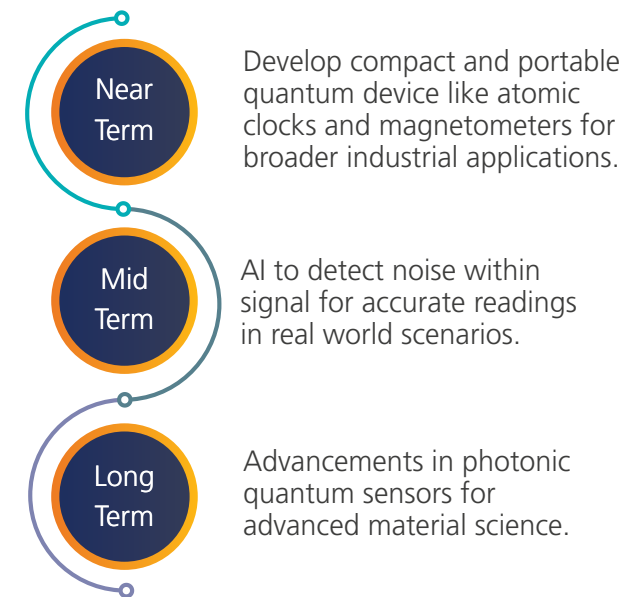 Near
Term
Develop compact and portable
quantum device like atomic
clocks and magnetometers for
broader industrial applications.
Mid
Term
AI to detect noise within
signal for accurate readings
in real world scenarios.
Long
Term
Advancements in photonic
quantum sensors for
advanced material science.